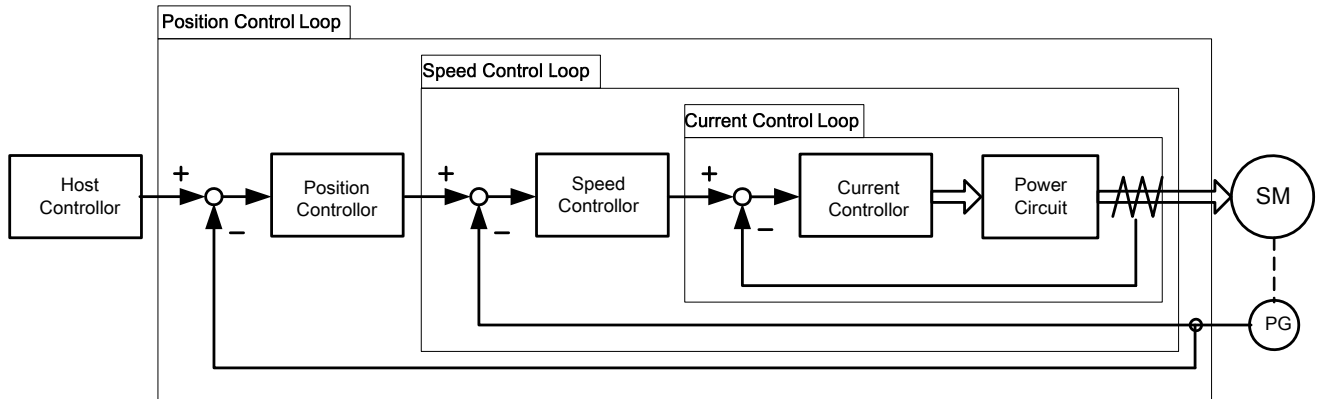 Position Control Loop
Speed Control Loop
Current Control Loop
Host
Controllor
+
−
Position
Controllor
+
−
Speed
Controllor
+
−
Current
Controllor
Power
Circuit
SM
PG